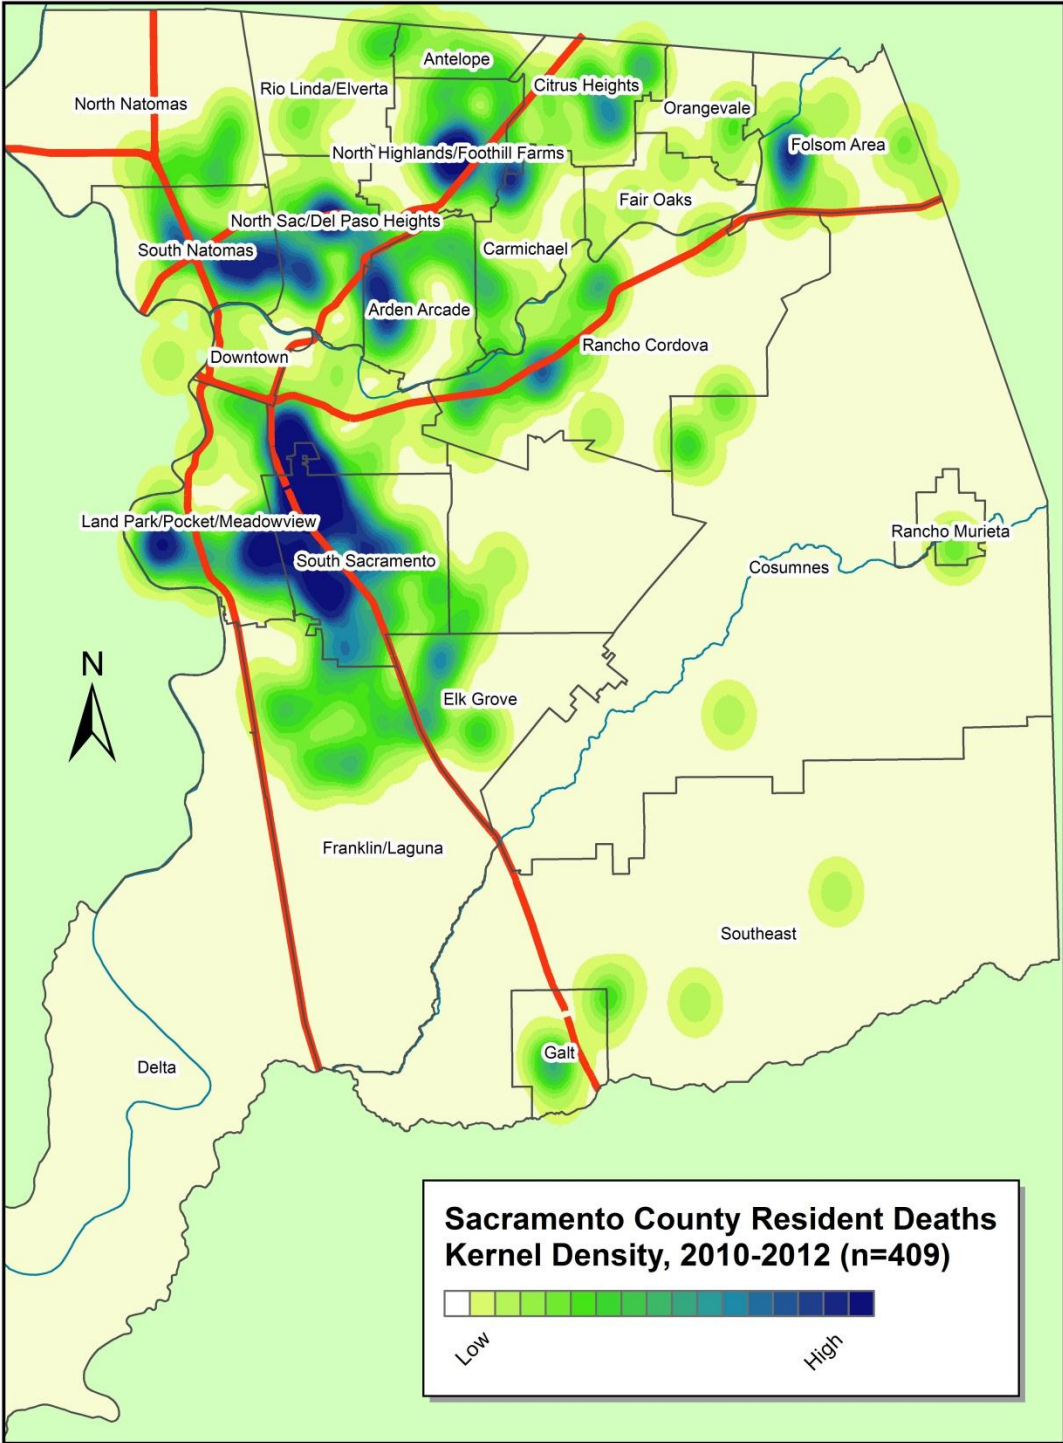 Antelope
Citrus Heights
Rio Linda/Elverta
North Natomas
Orangevale
Folsom Area
North Highlands/Foothill Farms
Fair Oaks
North Sac/Del Paso Heights
South Natomas
Carmichael
Arden Arcade
Rancho Cordova
Downtown
Land Park/Pocket/Meadowview
Rancho Murieta
South Sacramento
Cosumnes
N
Elk Grove
Franklin/Laguna
Southeast
Galt
Delta
Sacramento County Resident Deaths
Kernel Density, 2010-2012 (n=409)
Low
High